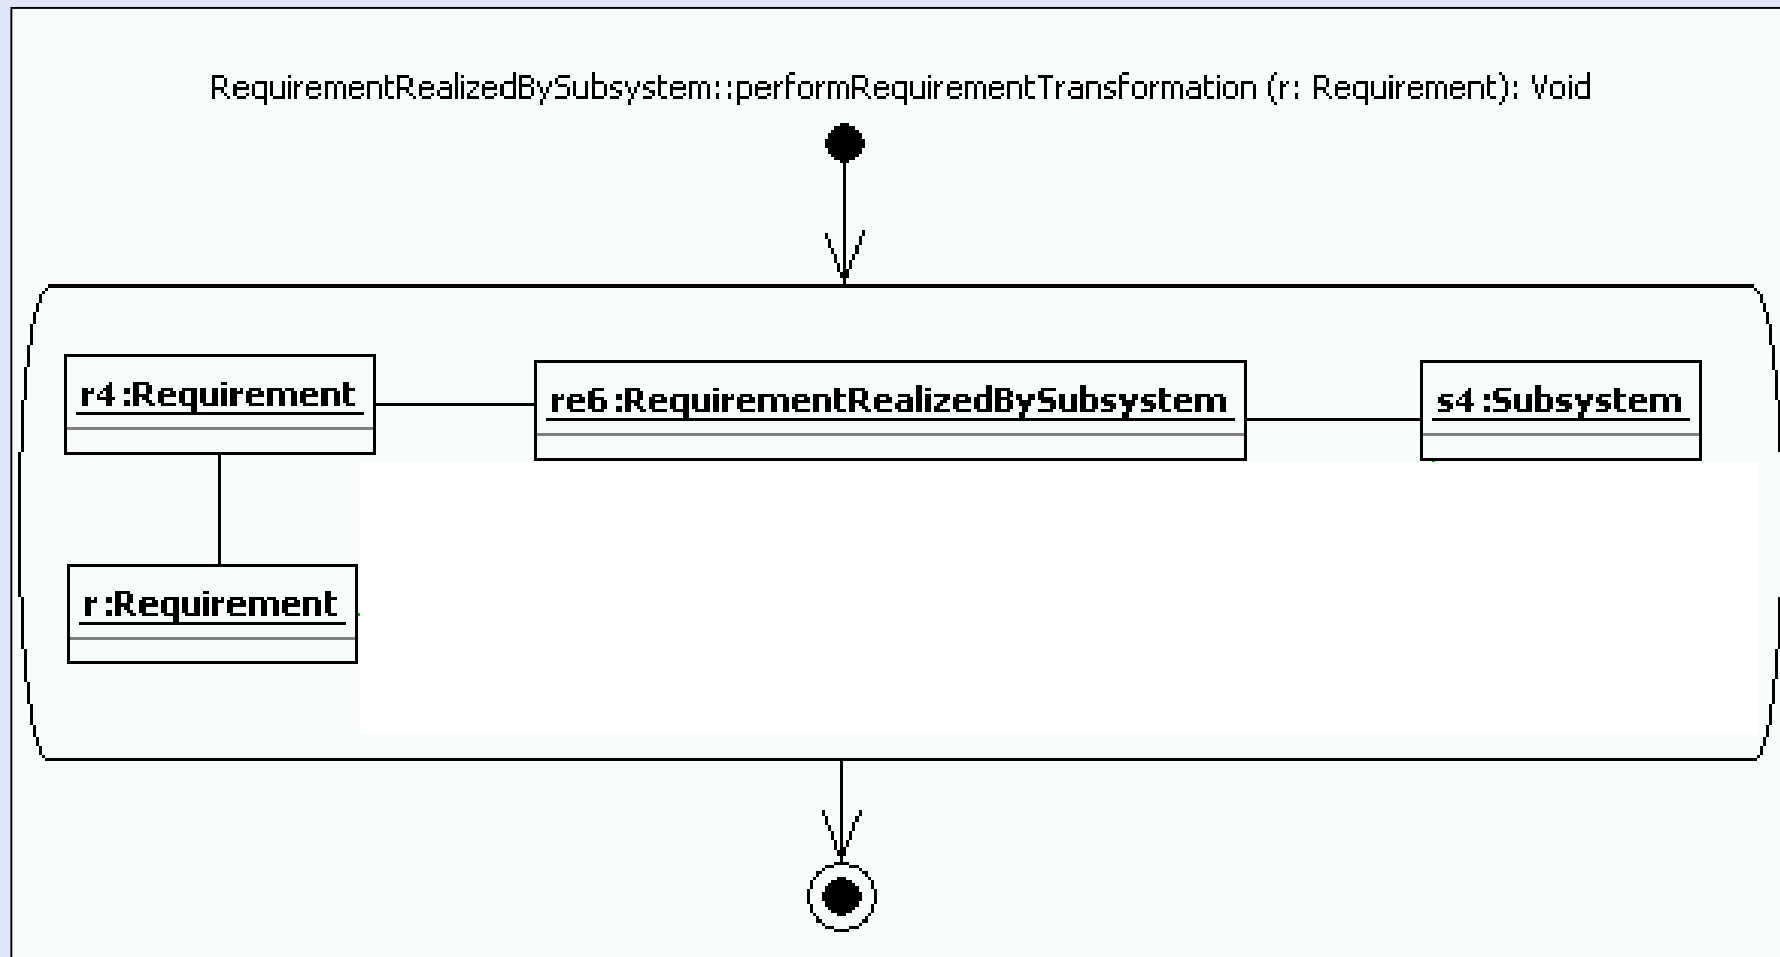 RequirementRealizedBySubsystem::performRequirementTransformation (r: Requirement): Void
r4 :Requirement
re6 :RequirementRealizedBySubsystem
s4 :Subsystem
r :Requirement